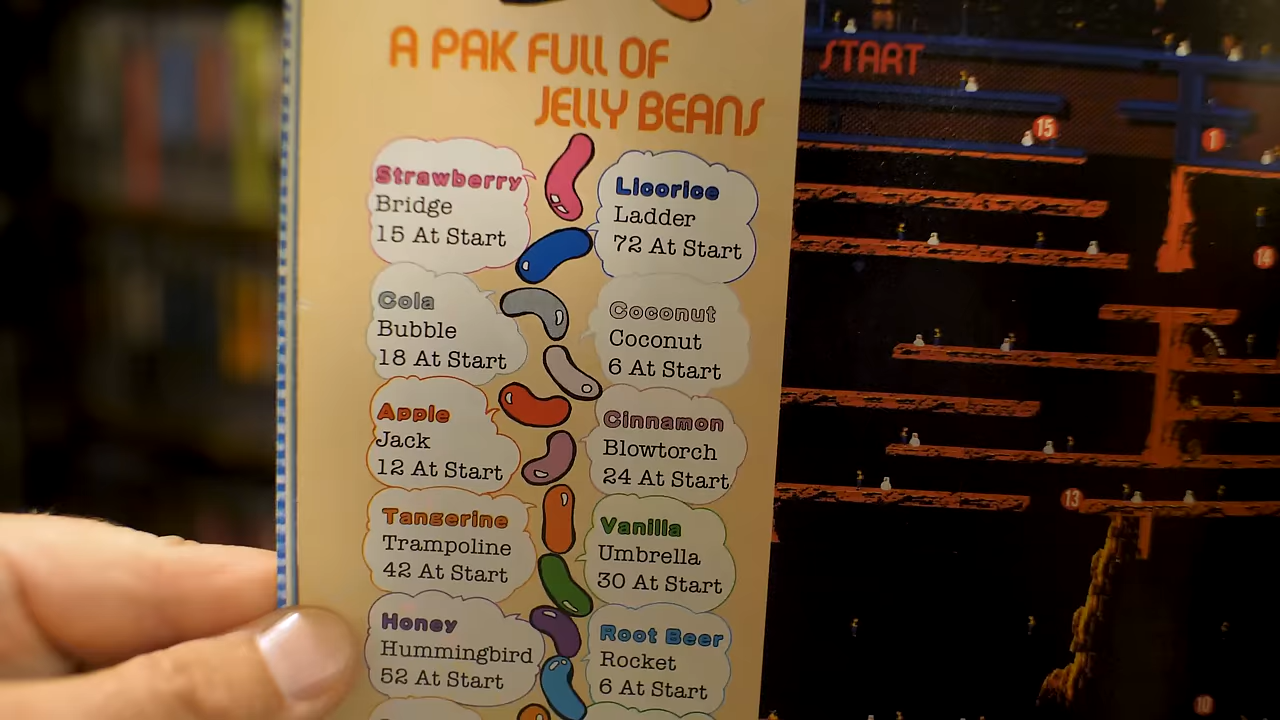 A PAK FULL OF
JELLY BEANS
Strawberry
Bridge
15 At Start
Licorice
Ladder
72 At Start
Cola
Bubble
18 At Start
Coconut
Coconut
6 At Start
Apple
Jack
12 At Start
Cinnamon
Blowtorch
24 At Start
Tangerine
Trampoline
42 At Start
Vanilla
Umbrella
30 At Start
Honey
Hummingbird
52 At Start
Root Beer
Rocket
6 At Start
START
15
1
14
13
10